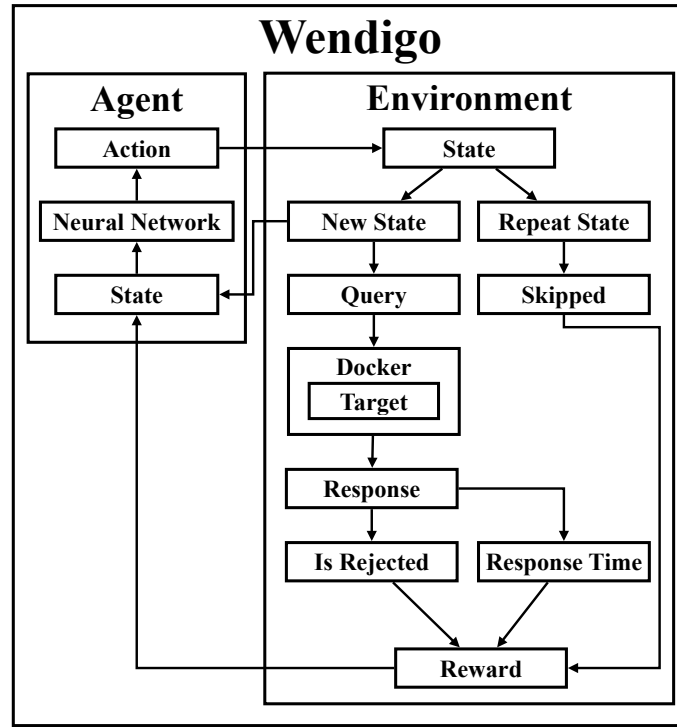 Wendigo
Agent
Action
Neural Network
State
Environment
State
New State
Repeat State
Query
Skipped
Docker
Target
Response
Is Rejected
Response Time
Reward